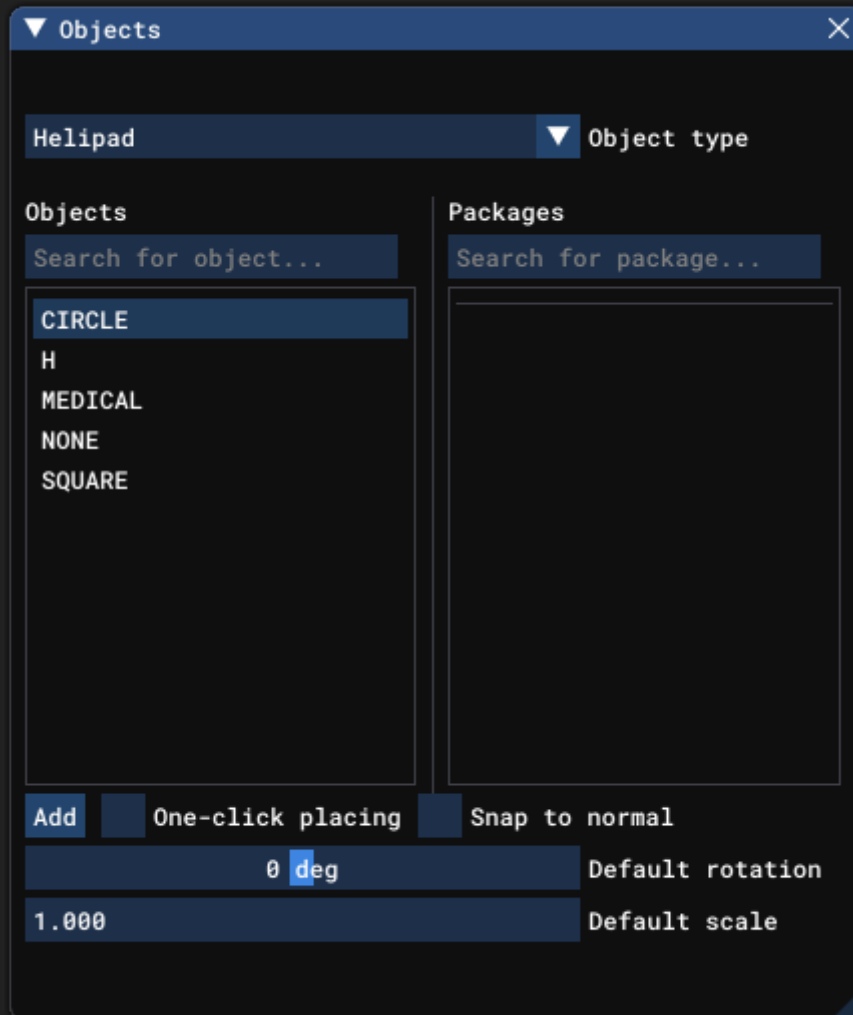 Objects
Helipad Object type
Objects
Search for object...
CIRCLE
H
MEDICAL
NONE
SQUARE
Packages
Search for package...
Add One-click placing Snap to normal
0 deg Default rotation
1.000 Default scale